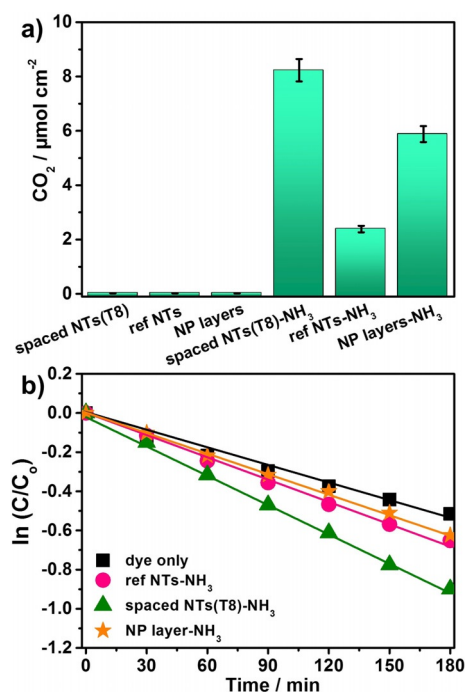 a)
CO₂ / µmol cm⁻²
10
8
6
4
2
0
spaced NTs(T8)
ref NTs
NP layers
spaced NTs(T8)-NH₃
ref NTs-NH₃
NP layers-NH₃
b)
ln (C/Cₒ)
0.2
0.0
-0.2
-0.4
-0.6
-0.8
-1.0
-1.2
dye only
ref NTs-NH₃
spaced NTs(T8)-NH₃
NP layer-NH₃
0 30 60 90 120 150 180
Time / min